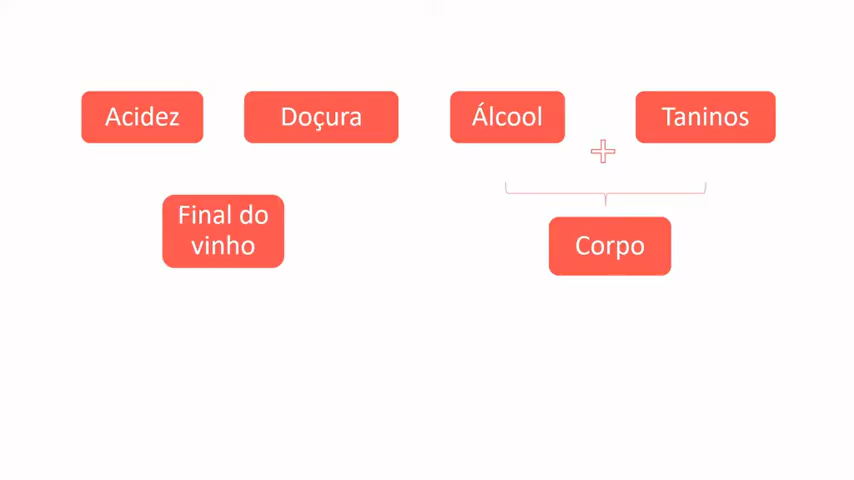 Acidez
Doçura
Álcool
Taninos
Final do
vinho
Corpo